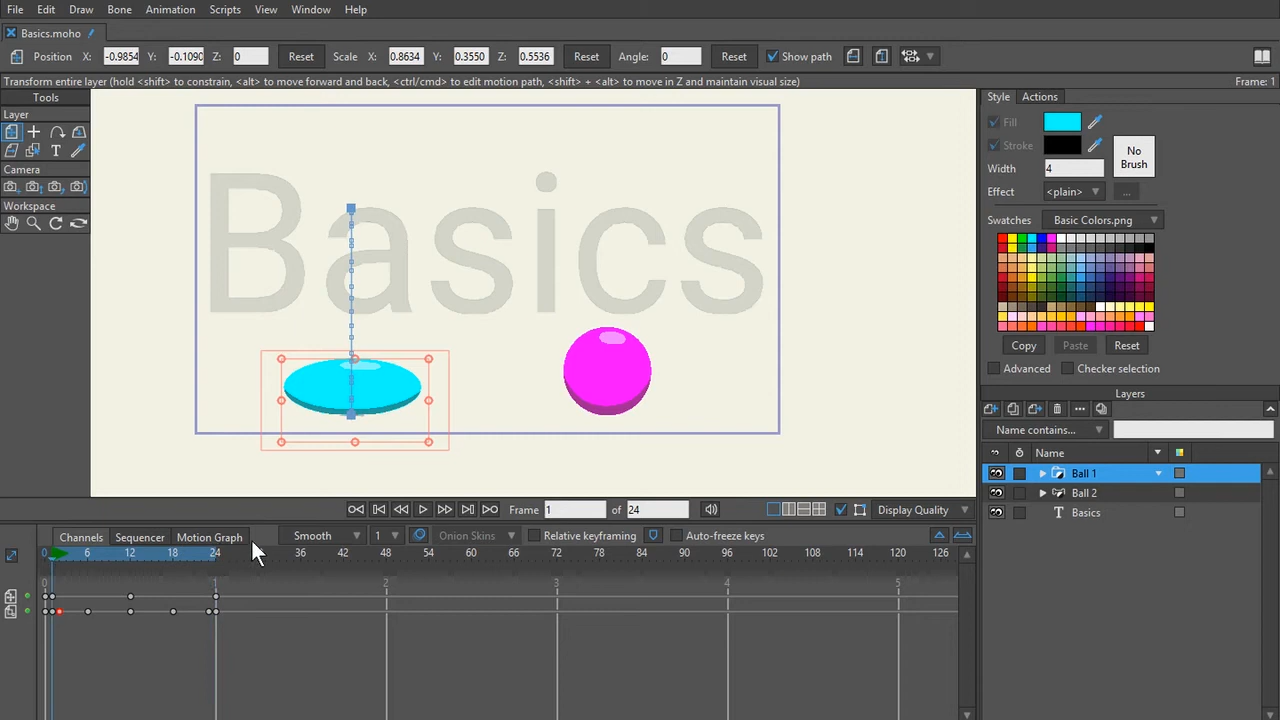 File Edit Draw Bone Animation Scripts View Window Help
Basics.moho
Position X: -0.9854 Y: -0.1090 Z: 0 Reset Scale X: 0.8634 Y: 0.3550 Z: 0.5536 Reset Angle: 0 Reset Show path
Transform entire layer (hold <shift> to constrain, <alt> to move forward and back, <ctrl/cmd> to edit motion path, <shift> + <alt> to move in Z and maintain visual size) Frame: 1
Tools
Layer
T
Camera
Workspace
Basics
Style Actions
Fill
Stroke
No Brush
Width 4
Effect <plain> ...
Swatches Basic Colors.png
Copy Paste Reset
Advanced Checker selection
Layers
Name contains...
Name
Ball 1
Ball 2
T Basics
Frame 1 of 24 Display Quality
Channels Sequencer Motion Graph Smooth 1 Onion Skins Relative keyframing Auto-freeze keys
0 6 12 18 24 36 42 48 54 60 66 72 78 84 90 96 102 108 114 120 126
0 1 2 3 4 5